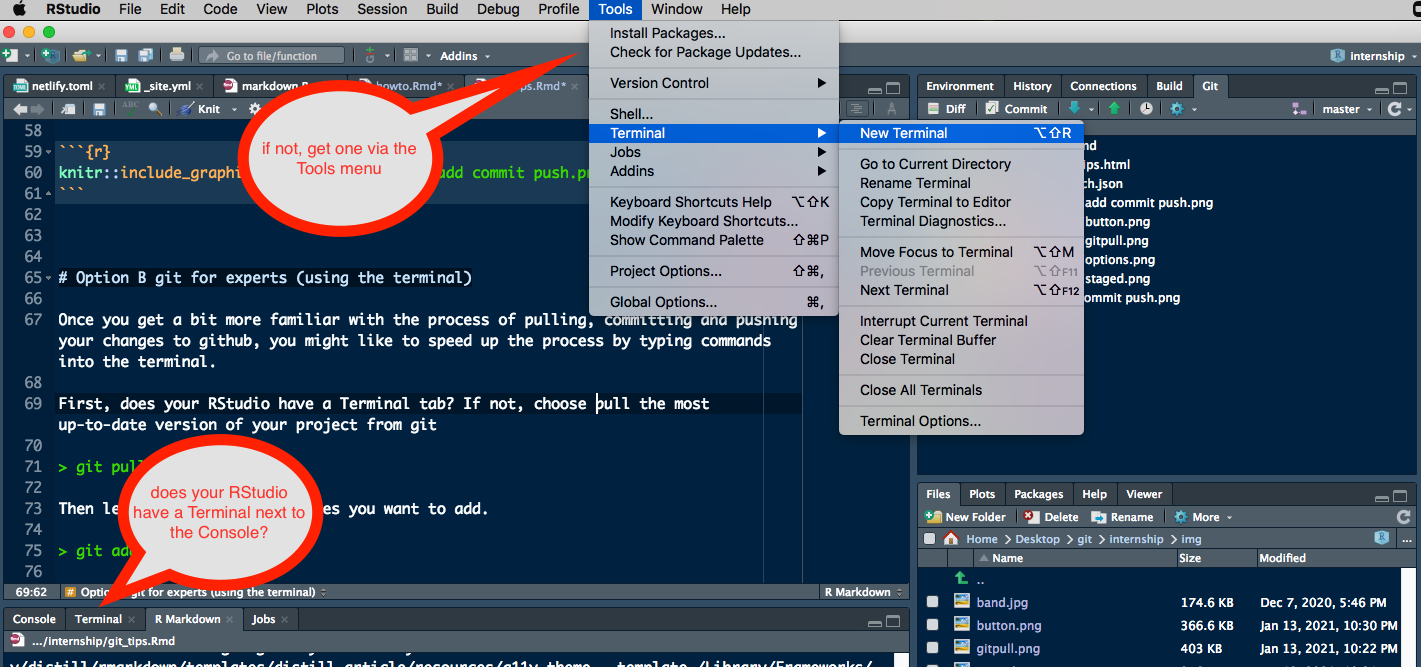 RStudio File Edit Code View Plots Session Build Debug Profile Tools Window Help
Go to file/function
Addins
internship
netlify.toml
_site.yml
markdown
howto.Rmd*
ps.Rmd*
Knit
58
59 ```{r}
60 knitr::include_graphi
add commit push.p
61 ```
62
63
64
65 # Option B git for experts (using the terminal)
66
67 Once you get a bit more familiar with the process of pulling, committing and pushing
your changes to github, you might like to speed up the process by typing commands
into the terminal.
68
69 First, does your RStudio have a Terminal tab? If not, choose pull the most
up-to-date version of your project from git
70
71 > git pul
72
73 Then le
es you want to add.
74
75 > git ad
76
69:62
# Optio
git for experts (using the terminal)
R Markdown
if not, get one via the
Tools menu
does your RStudio
have a Terminal next to
the Console?
Install Packages...
Check for Package Updates...
Version Control
Shell...
Terminal
Jobs
Addins
Keyboard Shortcuts Help ⌥⇧K
Modify Keyboard Shortcuts...
Show Command Palette ⇧⌘P
Project Options... ⇧⌘,
Global Options... ⌘,
New Terminal ⌥⇧R
Go to Current Directory
Rename Terminal
Copy Terminal to Editor
Terminal Diagnostics...
Move Focus to Terminal ⌥⇧M
Previous Terminal ⌥⇧F11
Next Terminal ⌥⇧F12
Interrupt Current Terminal
Clear Terminal Buffer
Close Terminal
Close All Terminals
Terminal Options...
Environment History Connections Build Git
Diff Commit master
md
ps.html
ch.json
add commit push.png
button.png
gitpull.png
options.png
staged.png
ommit push.png
Files Plots Packages Help Viewer
New Folder Delete Rename More
Home > Desktop > git > internship > img
Name Size Modified
..
band.jpg 174.6 KB Dec 7, 2020, 5:46 PM
button.png 366.6 KB Jan 13, 2021, 10:30 PM
gitpull.png 403 KB Jan 13, 2021, 10:22 PM
Console Terminal R Markdown Jobs
.../internship/git_tips.Rmd